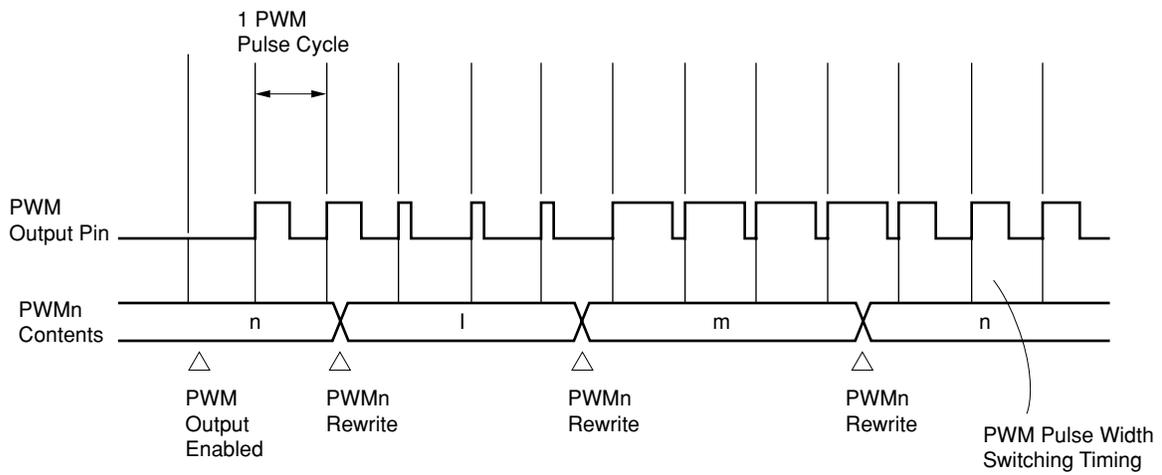 1 PWM
Pulse Cycle
PWM
Output Pin
PWMn
Contents
n
l
m
n
PWM
Output
Enabled
PWMn
Rewrite
PWMn
Rewrite
PWMn
Rewrite
PWM Pulse Width
Switching Timing